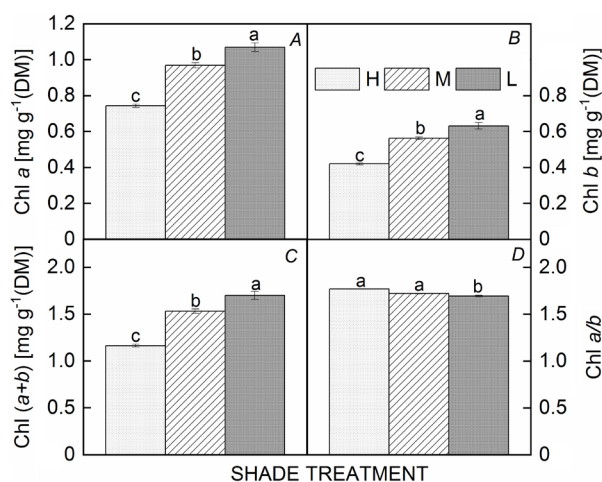 Chl a [mg g⁻¹(DM)]
1.2
1.0
0.8
0.6
0.4
0.2
0
A
c
b
a
B
H
M
L
c
b
a
0.8
0.6
0.4
0.2
0
Chl b [mg g⁻¹(DM)]
Chl (a+b) [mg g⁻¹(DM)]
2.0
1.5
1.0
0.5
0
C
c
b
a
D
a
a
b
2.0
1.5
1.0
0.5
0
Chl a/b
SHADE TREATMENT